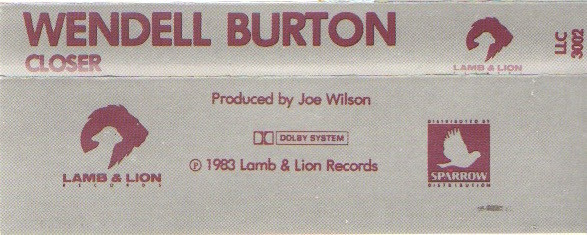 WENDELL BURTON
CLOSER
LAMB & LION
LLC
3002
Produced by Joe Wilson
DOLBY SYSTEM
℗ 1983 Lamb & Lion Records
LAMB & LION
RECORDS
DISTRIBUTED BY
SPARROW
DISTRIBUTION